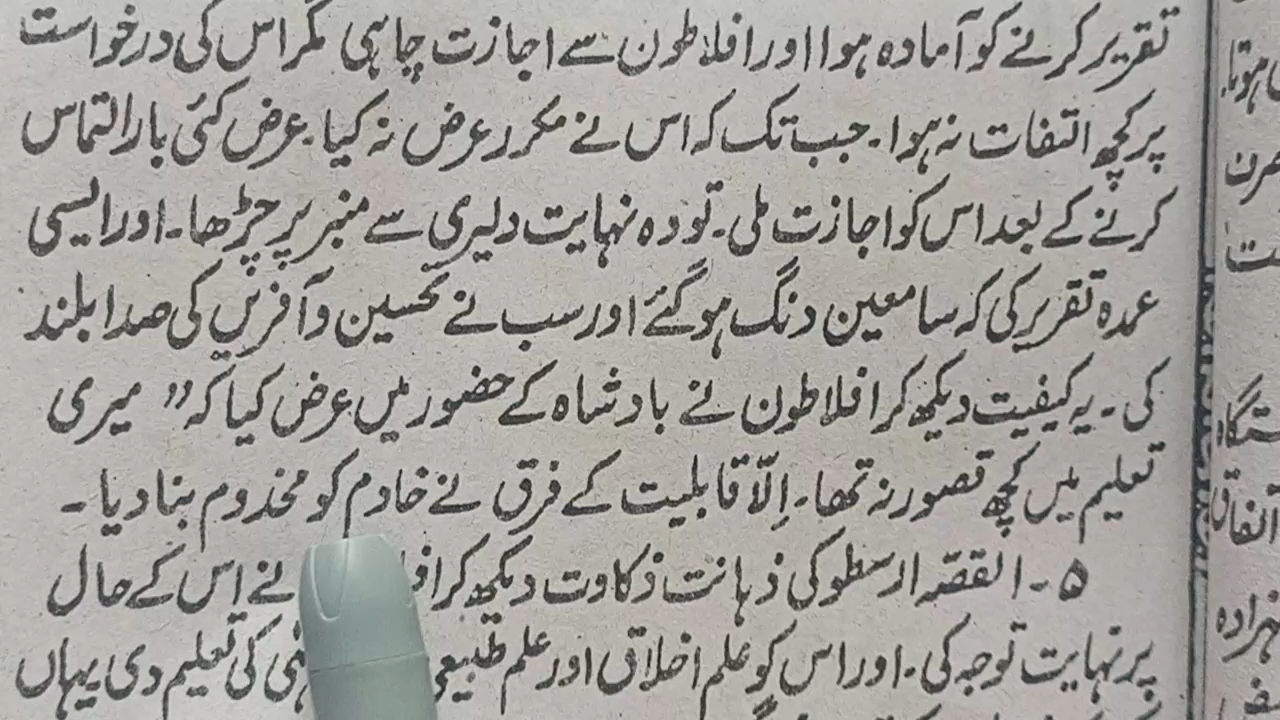 تقریر کرنے کو آمادہ ہوا اور افلاطون سے اجازت چاہی مگر اس کی درخواست
پر کچھ التفات نہ ہوا۔ جب تک کہ اس نے مکرر عرض نہ کیا۔ غرض کئی بار التماس
کرنے کے بعد اس کو اجازت ملی۔ تو وہ نہایت دلیری سے منبر پر چڑھا۔ اور ایسی
عمدہ تقریر کی کہ سامعین دنگ ہو گئے اور سب نے تحسین و آفریں کی صدا بلند
کی۔ یہ کیفیت دیکھ کر افلاطون نے بادشاہ کے حضور میں عرض کیا کہ " میری
تعلیم میں کچھ قصور نہ تھا۔ اِلّا قابلیت کے فرق نے خادم کو مخدوم بنا دیا۔
۵۔ القصہ ارسطو کی ذہانت ذکاوت دیکھ کر نے اس کے حال
پر نہایت توجہ کی۔ اور اس کو علم اخلاق اور علم طبیعی کی تعلیم دی یہاں